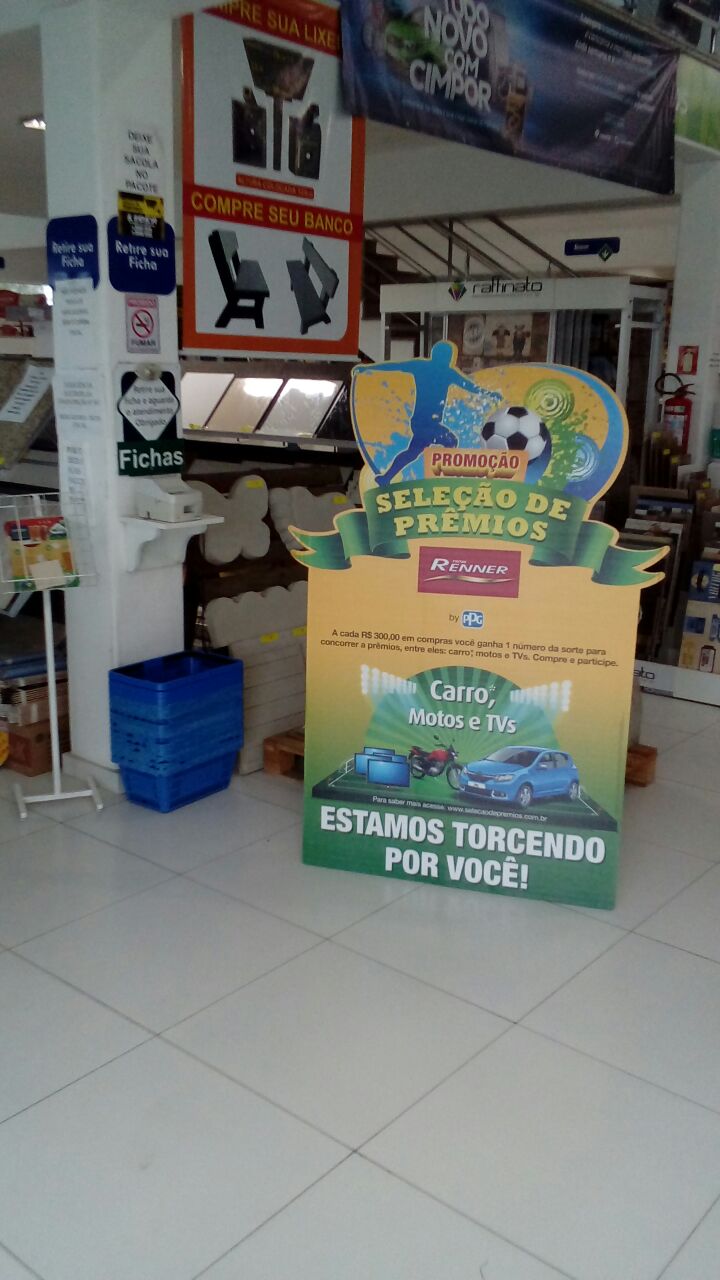 COMPRE SUA LIXE
COMPRE SEU BANCO
TUDO
NOVO
COM
CIMPOR
DEIXE
SUA
SACOLA
NO
PACOTE
Retire sua
Ficha
Retire sua
Ficha
FUMAR
Retire sua
ficha e aguarde
o atendimento
Obrigado
Fichas
raffinato
PROMOÇÃO
SELEÇÃO DE
PRÊMIOS
RENNER
by PPG
A cada R$ 300,00 em compras você ganha 1 número da sorte para
concorrer a prêmios, entre eles: carro*, motos e TVs. Compre e participe.
Carro*,
Motos e TVs
Para saber mais acesse: www.selecaodepremios.com.br
ESTAMOS TORCENDO
POR VOCÊ!